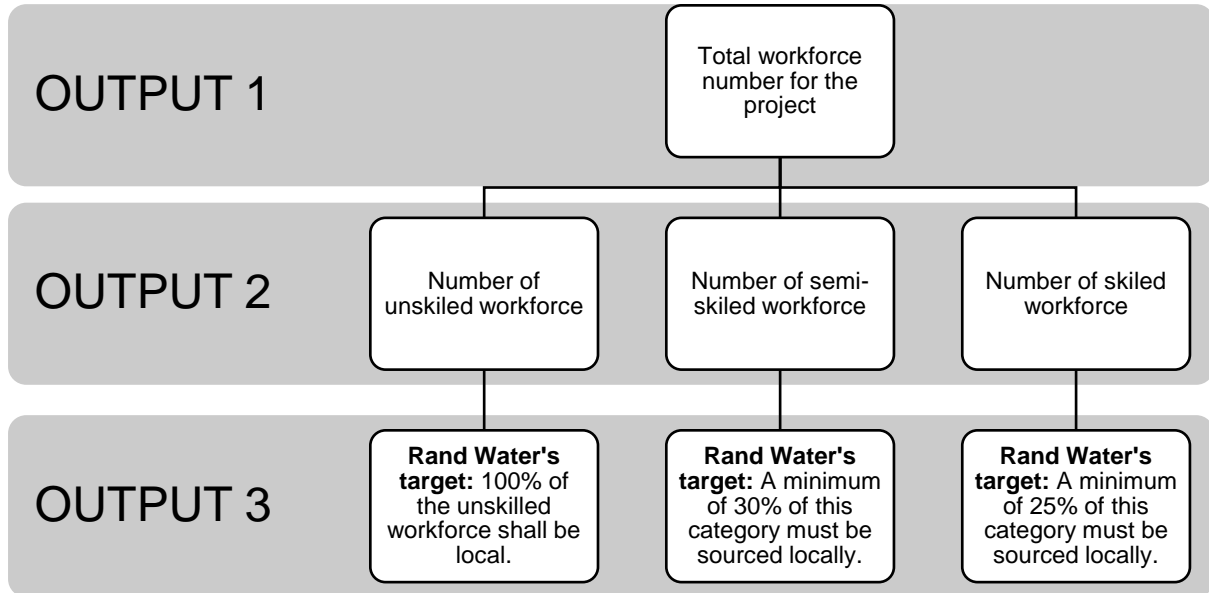 OUTPUT 1
Total workforce
number for the
project
OUTPUT 2
Number of
unskiled workforce
Number of semi-
skiled workforce
Number of skiled
workforce
OUTPUT 3
Rand Water's
target: 100% of
the unskilled
workforce shall be
local.
Rand Water's
target: A minimum
of 30% of this
category must be
sourced locally.
Rand Water's
target: A minimum
of 25% of this
category must be
sourced locally.